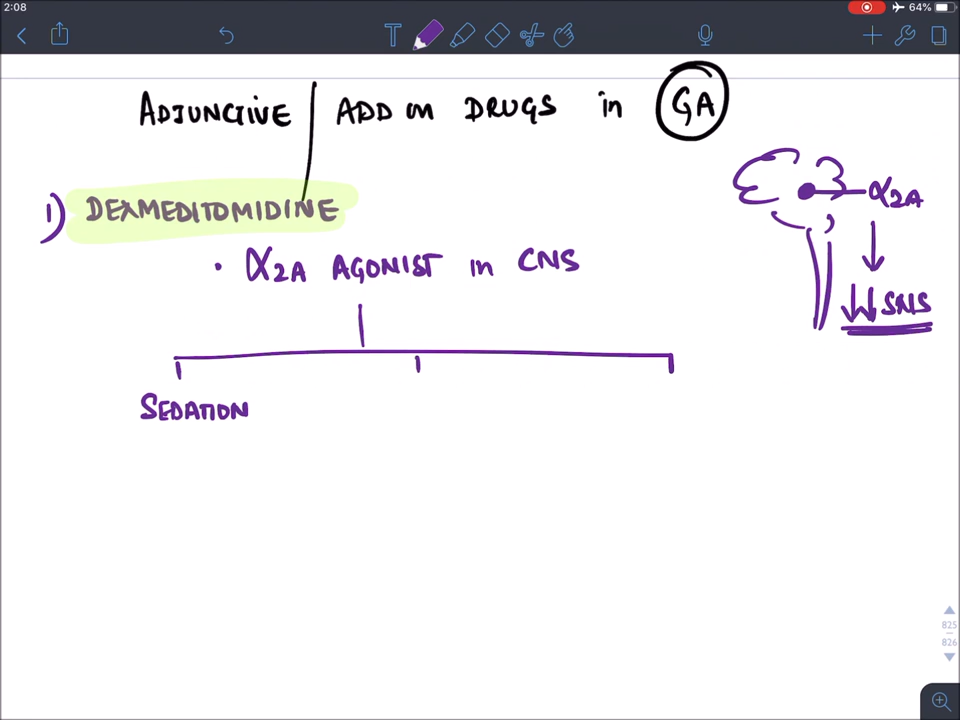 2:08
64%
T
ADJUNCTIVE / ADD ON DRUGS in GA
1) DEXMEDITOMIDINE
• α2A AGONIST in CNS
SEDATION
α2A
↓
↓↓ SNS
825
826